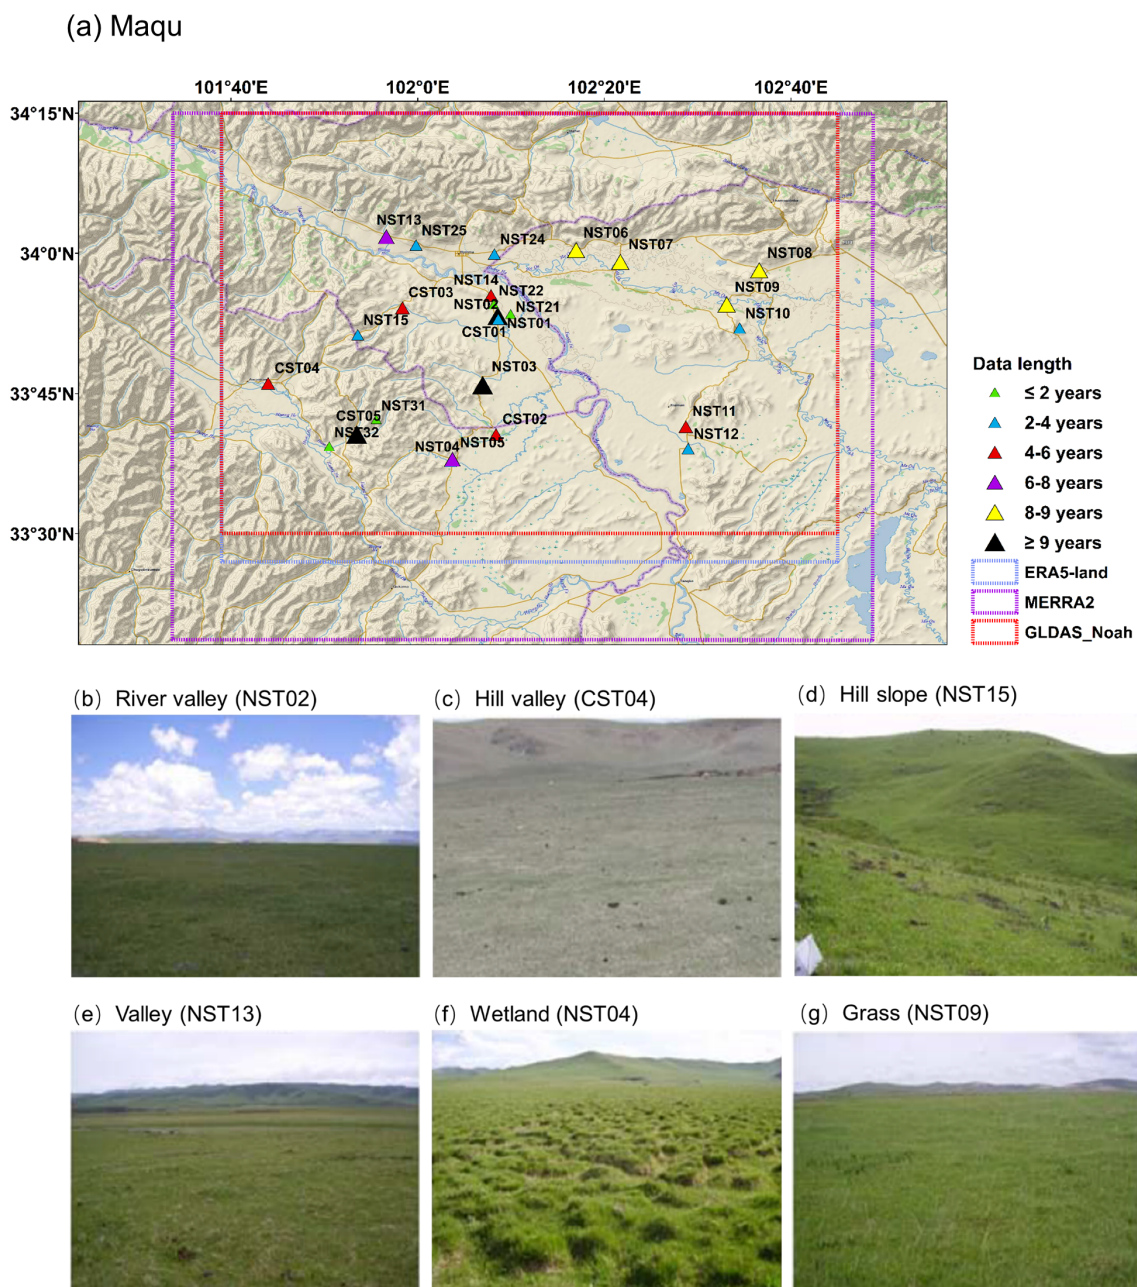 (a) Maqu
101°40'E 102°0'E 102°20'E 102°40'E
34°15'N
34°0'N
33°45'N
33°30'N
NST13
NST25
NST24
NST06
NST07
NST08
NST14
NST22
NST09
CST03
NST02
NST21
NST10
NST15
CST01
NST01
CST04
NST03
NST31
CST05
CST02
NST11
NST32
NST04
NST05
NST12
Data length
≤ 2 years
2-4 years
4-6 years
6-8 years
8-9 years
≥ 9 years
ERA5-land
MERRA2
GLDAS_Noah
(b) River valley (NST02)
(c) Hill valley (CST04)
(d) Hill slope (NST15)
(e) Valley (NST13)
(f) Wetland (NST04)
(g) Grass (NST09)